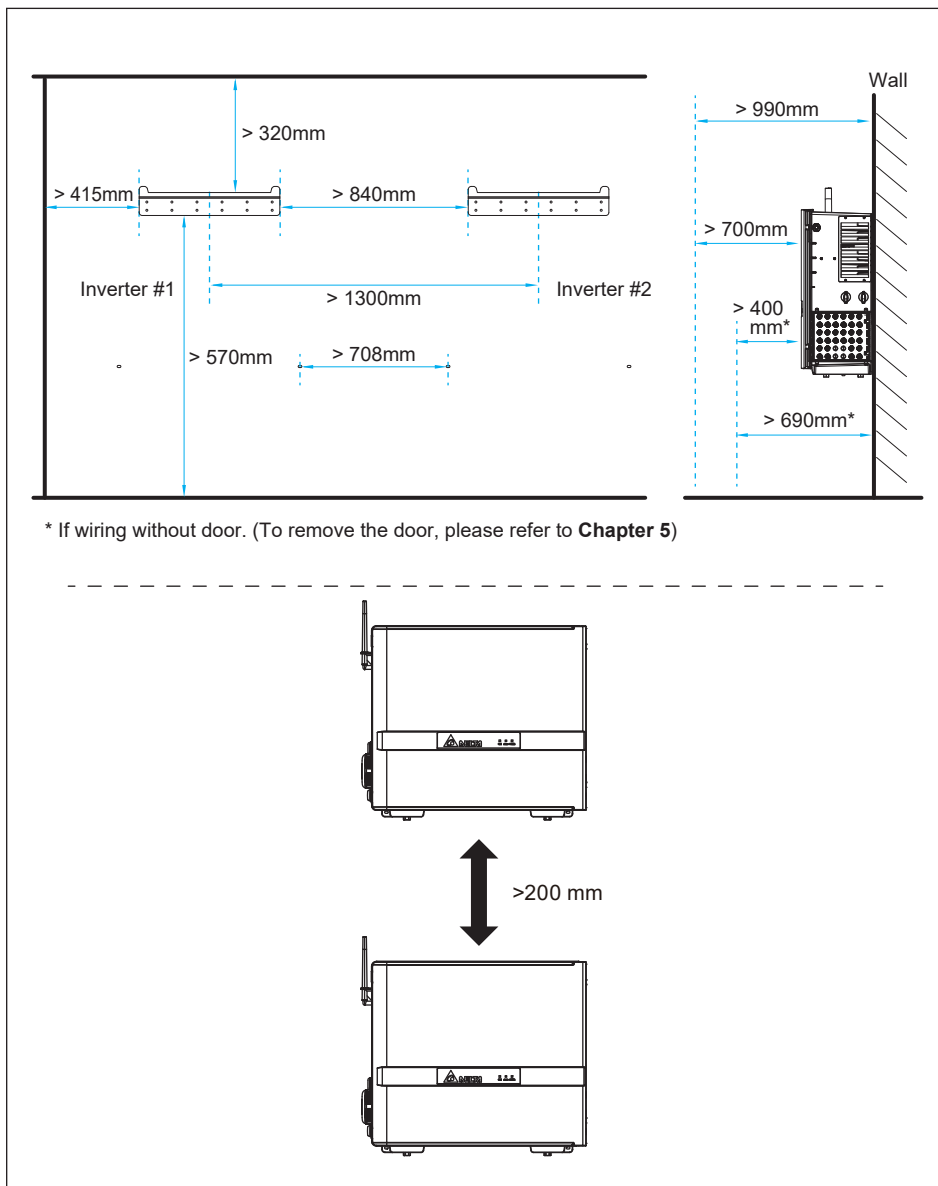 Wall
> 990mm
> 320mm
> 415mm
> 840mm
> 700mm
Inverter #1
> 1300mm
Inverter #2
> 400
mm*
> 570mm
> 708mm
> 690mm*
* If wiring without door. (To remove the door, please refer to Chapter 5)
>200 mm